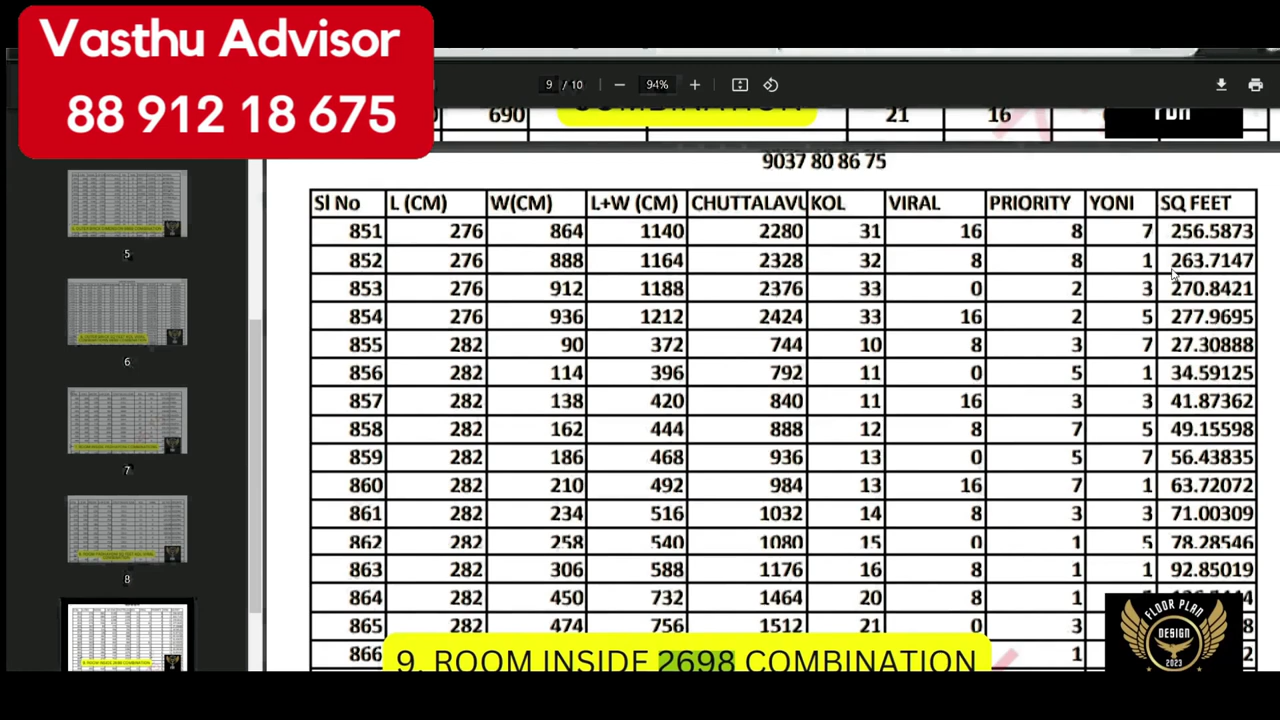 Vasthu Advisor
88 912 18 675
9 / 10 94%
690 21 16
9037 80 86 75
Sl No L (CM) W(CM) L+W (CM) CHUTTALAVU KOL VIRAL PRIORITY YONI SQ FEET
851 276 864 1140 2280 31 16 8 7 256.5873
852 276 888 1164 2328 32 8 8 1 263.7147
853 276 912 1188 2376 33 0 2 3 270.8421
854 276 936 1212 2424 33 16 2 5 277.9695
855 282 90 372 744 10 8 3 7 27.30888
856 282 114 396 792 11 0 5 1 34.59125
857 282 138 420 840 11 16 3 3 41.87362
858 282 162 444 888 12 8 7 5 49.15598
859 282 186 468 936 13 0 5 7 56.43835
860 282 210 492 984 13 16 7 1 63.72072
861 282 234 516 1032 14 8 3 3 71.00309
862 282 258 540 1080 15 0 1 5 78.28546
863 282 306 588 1176 16 8 1 1 92.85019
864 282 450 732 1464 20 8 1
865 282 474 756 1512 21 0 3
866 1
9. ROOM INSIDE 2698 COMBINATION
5
6
7
8
FLOOR PLAN
DESIGN
2023